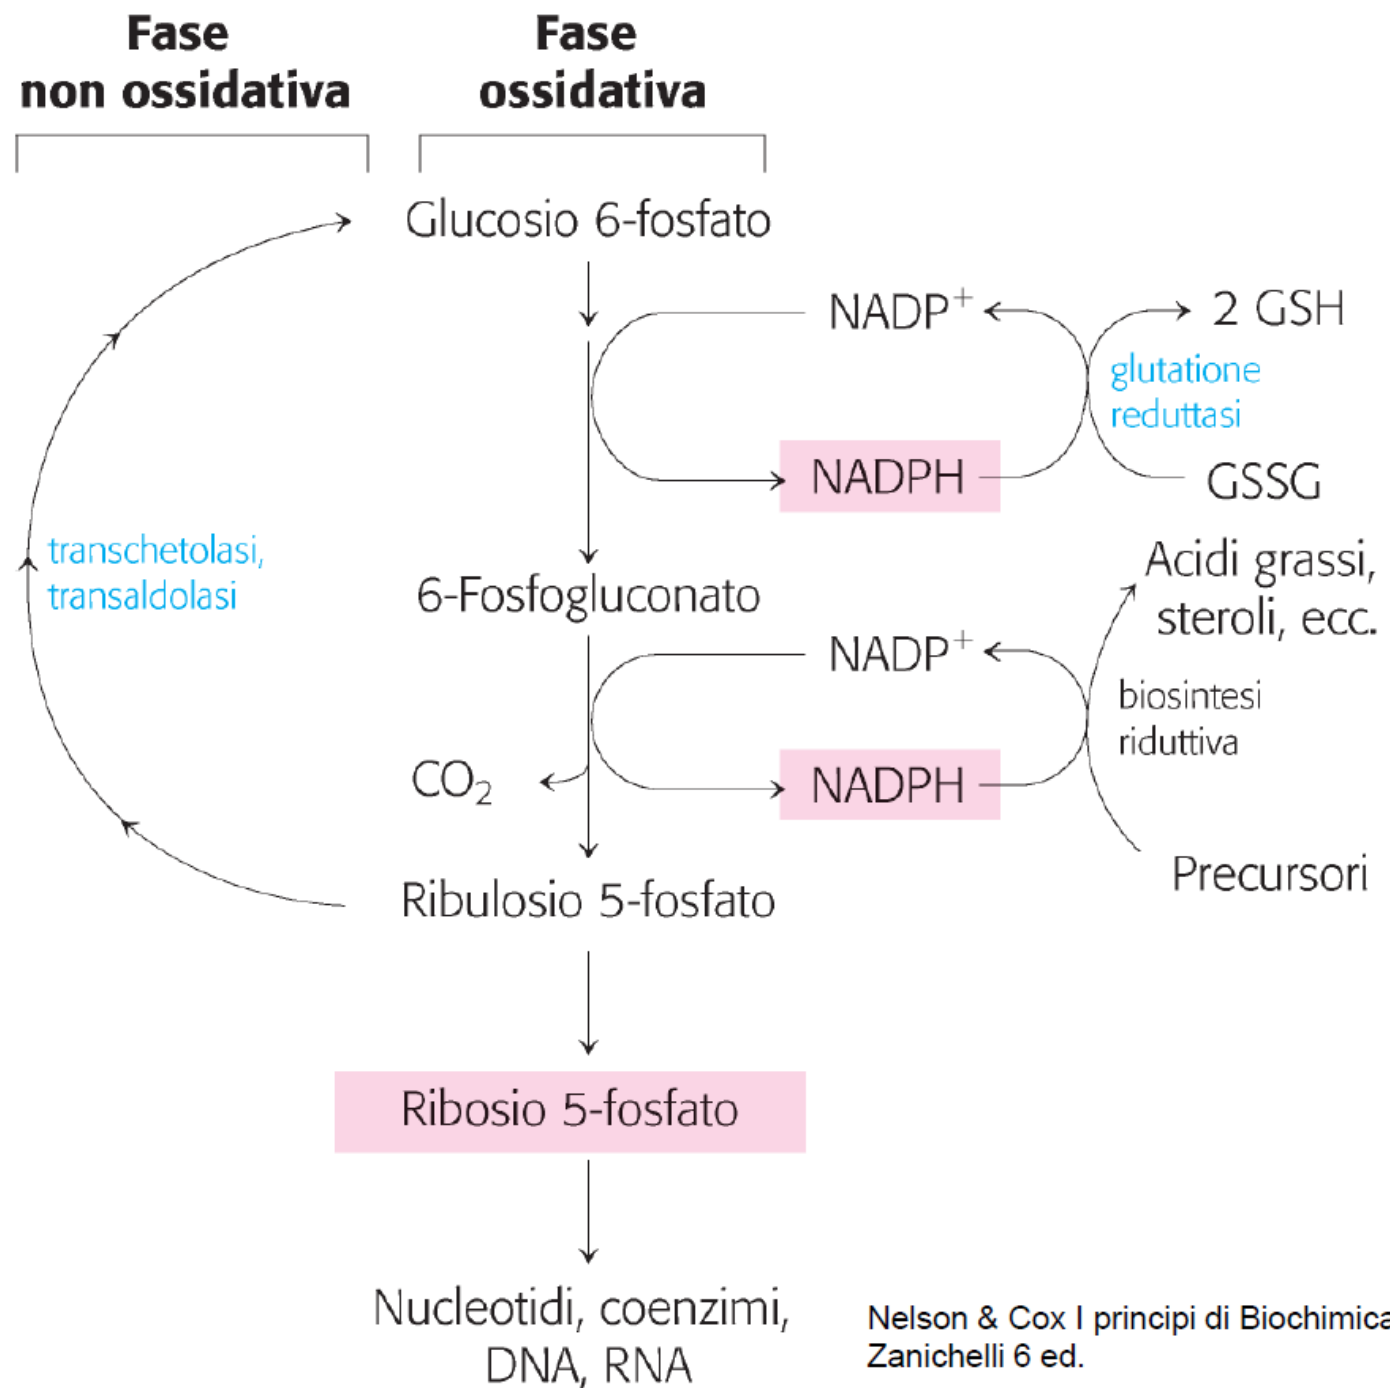 Fase
non ossidativa
Fase
ossidativa
Glucosio 6-fosfato
NADP+
2 GSH
glutatione
reduttasi
NADPH
GSSG
transchetolasi,
transaldolasi
Acidi grassi,
steroli, ecc.
6-Fosfogluconato
NADP+
biosintesi
riduttiva
CO2
NADPH
Precursori
Ribulosio 5-fosfato
Ribosio 5-fosfato
Nucleotidi, coenzimi,
DNA, RNA
Nelson & Cox I principi di Biochimica
Zanichelli 6 ed.